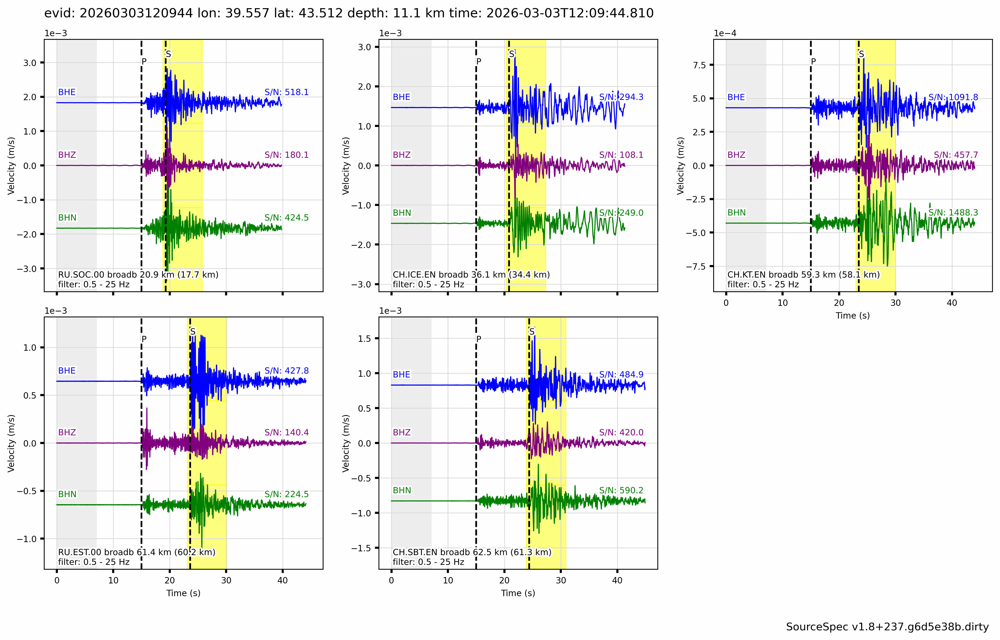 evid: 20260303120944 lon: 39.557 lat: 43.512 depth: 11.1 km time: 2026-03-03T12:09:44.810
1e−3
3.0
2.0
1.0
0.0
−1.0
−2.0
−3.0
Velocity (m/s)
P
S
BHE
S/N: 518.1
BHZ
S/N: 180.1
BHN
S/N: 424.5
RU.SOC.00 broadb 20.9 km (17.7 km)
filter: 0.5 - 25 Hz
1e−3
3.0
2.0
1.0
0.0
−1.0
−2.0
−3.0
Velocity (m/s)
P
S
BHE
S/N: 294.3
BHZ
S/N: 108.1
BHN
S/N: 249.0
CH.ICE.EN broadb 36.1 km (34.4 km)
filter: 0.5 - 25 Hz
1e−4
7.5
5.0
2.5
0.0
−2.5
−5.0
−7.5
Velocity (m/s)
P
S
BHE
S/N: 1091.8
BHZ
S/N: 457.7
BHN
S/N: 1488.3
CH.KT.EN broadb 59.3 km (58.1 km)
filter: 0.5 - 25 Hz
0 10 20 30 40
Time (s)
1e−3
1.0
0.5
0.0
−0.5
−1.0
Velocity (m/s)
P
S
BHE
S/N: 427.8
BHZ
S/N: 140.4
BHN
S/N: 224.5
RU.EST.00 broadb 61.4 km (60.2 km)
filter: 0.5 - 25 Hz
0 10 20 30 40
Time (s)
1e−3
1.5
1.0
0.5
0.0
−0.5
−1.0
−1.5
Velocity (m/s)
P
S
BHE
S/N: 484.9
BHZ
S/N: 420.0
BHN
S/N: 590.2
CH.SBT.EN broadb 62.5 km (61.3 km)
filter: 0.5 - 25 Hz
0 10 20 30 40
Time (s)
SourceSpec v1.8+237.g6d5e38b.dirty